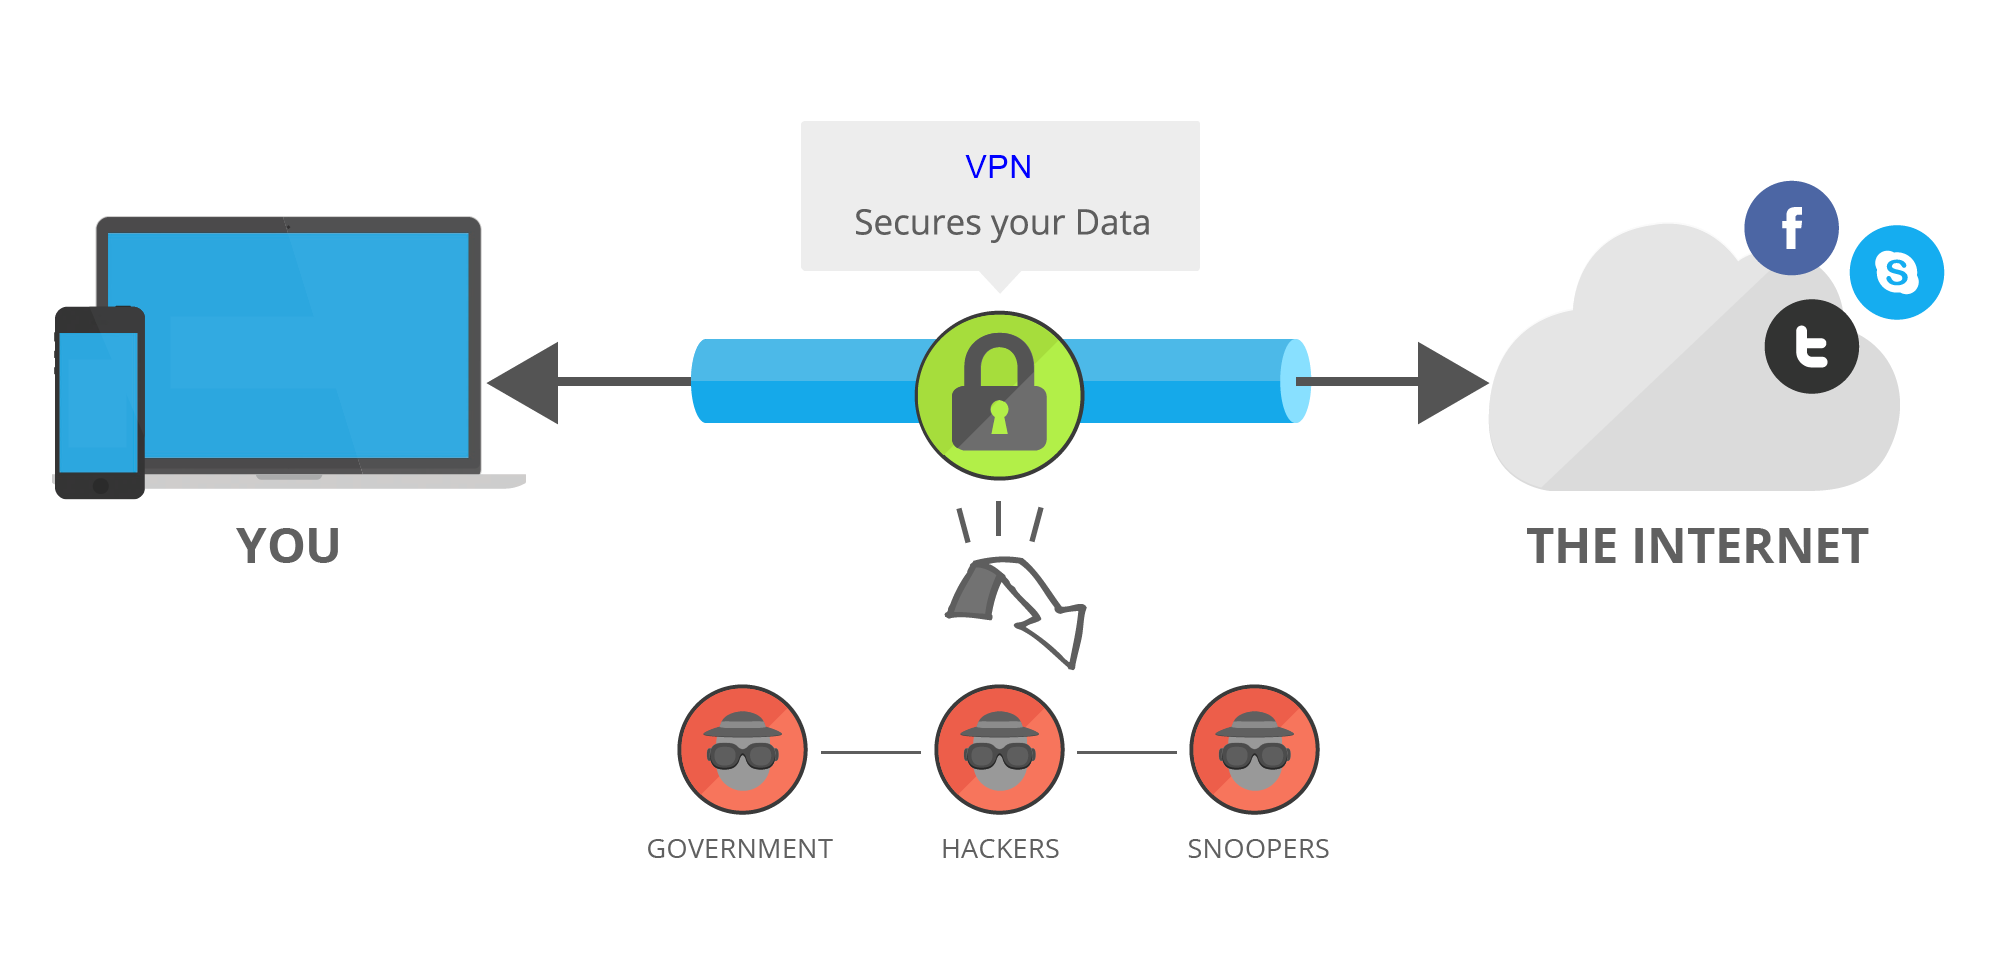 VPN
Secures your Data
f
S
t
YOU
THE INTERNET
GOVERNMENT
HACKERS
SNOOPERS